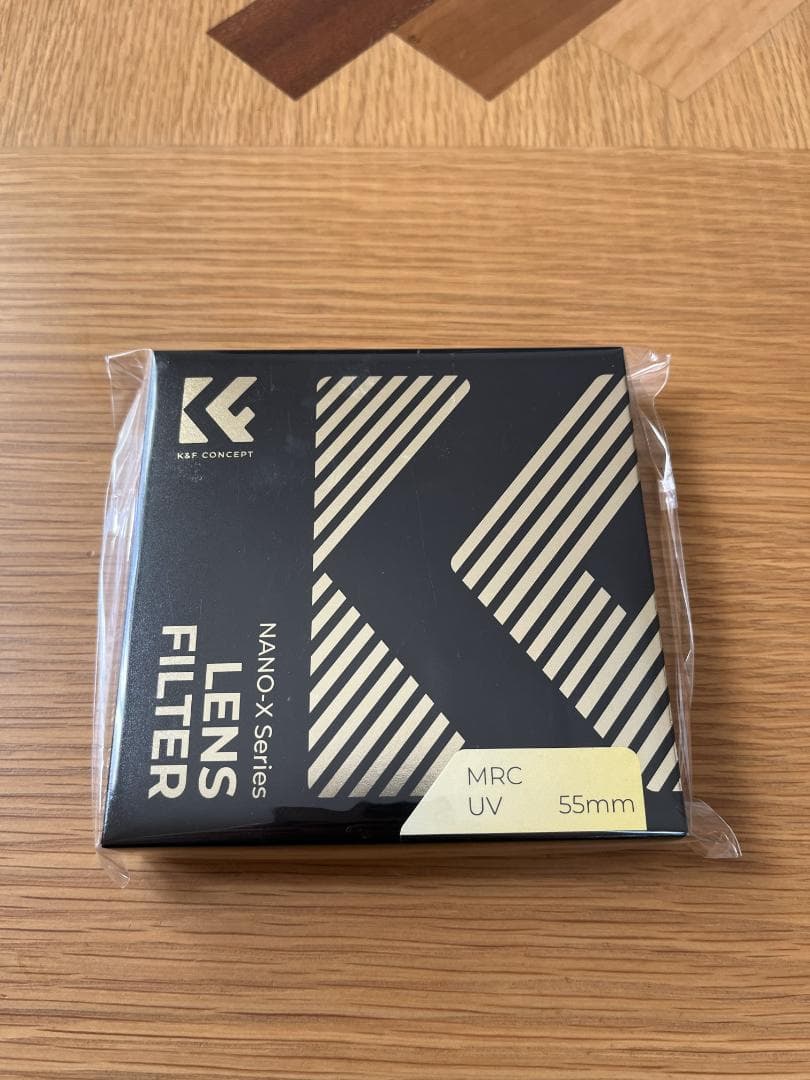 K&F CONCEPT
NANO-X Series
LENS
FILTER
MRC
UV 55mm